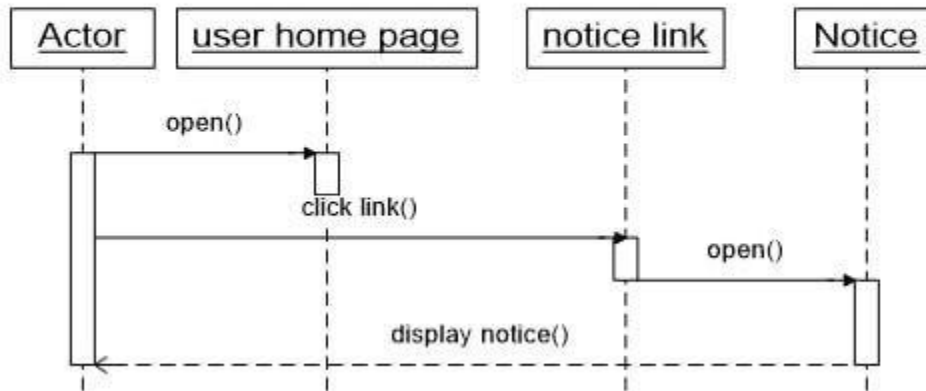 Actor
user home page
notice link
Notice
open()
click link()
open()
display notice()